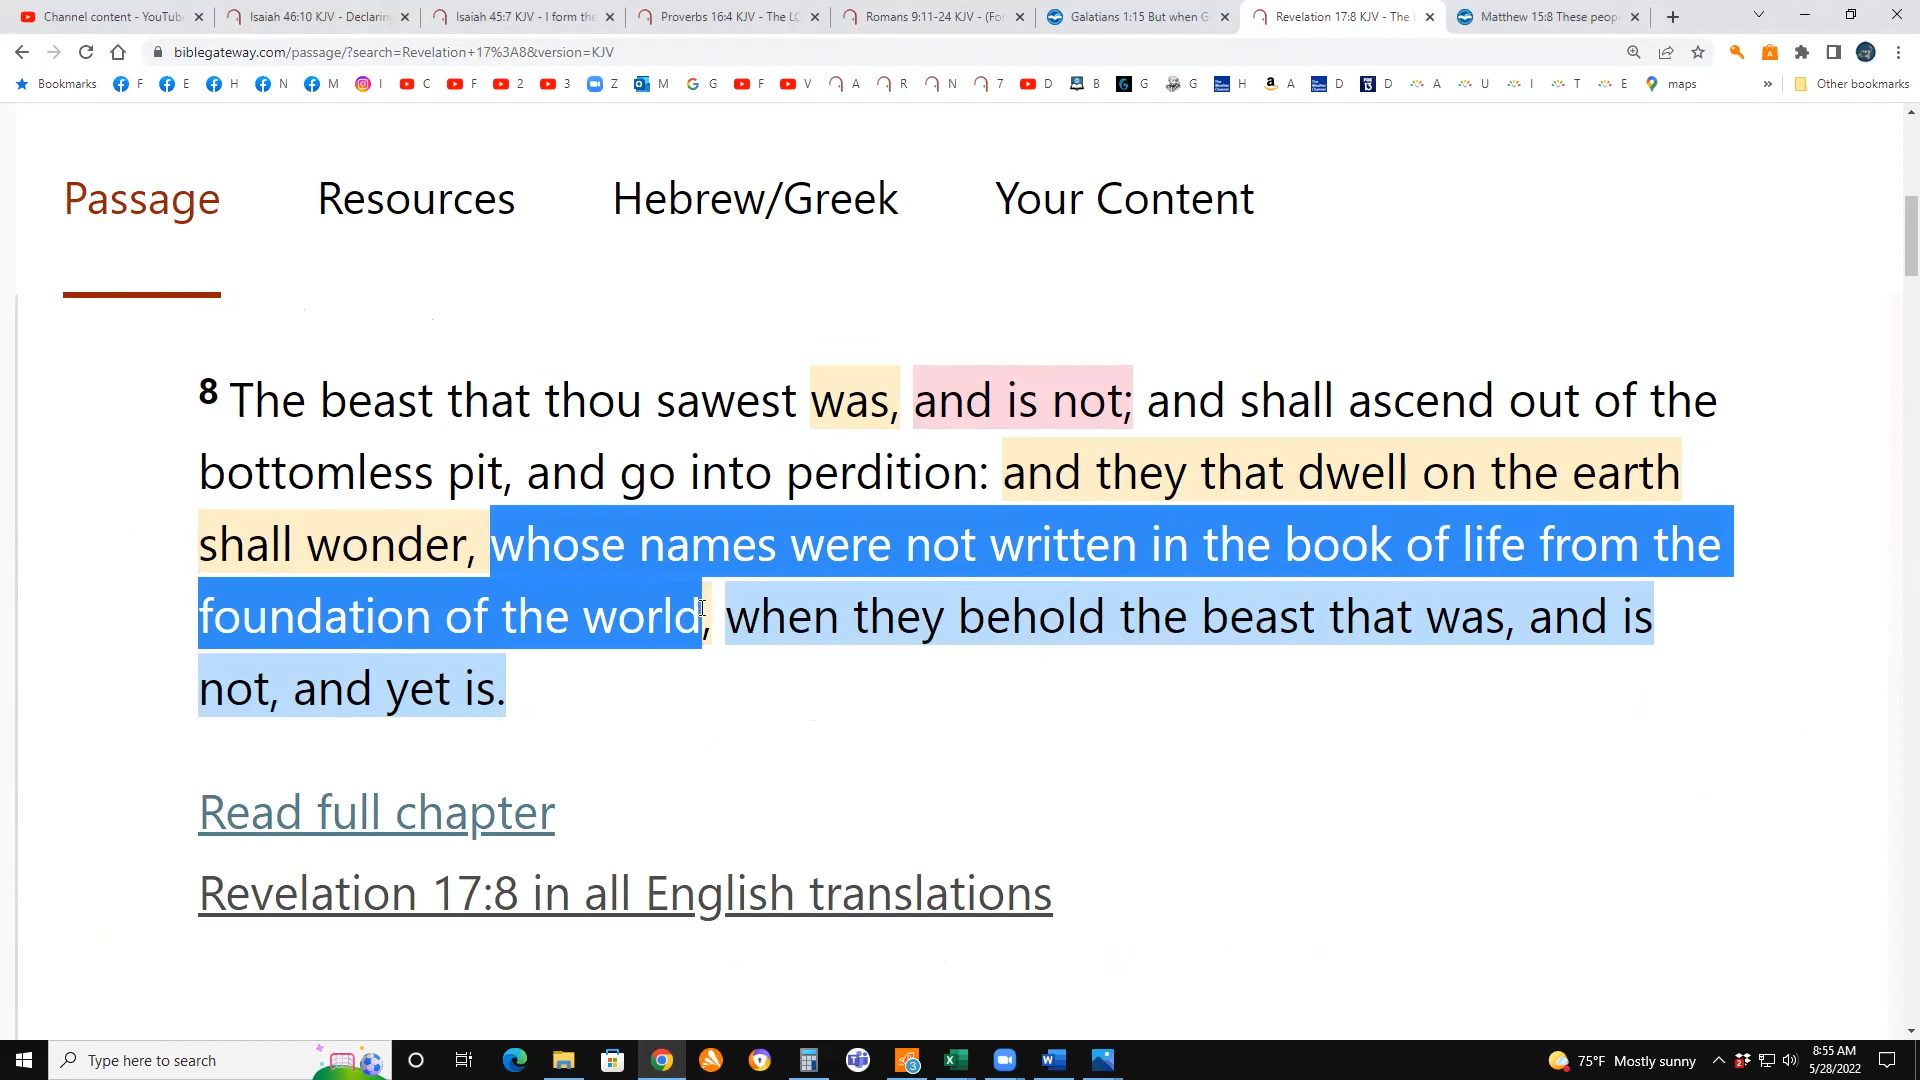 Channel content - YouTub
Isaiah 46:10 KJV - Declarin
Isaiah 45:7 KJV - I form the
Proverbs 16:4 KJV - The LO
Romans 9:11-24 KJV - (For
Galatians 1:15 But when G
Revelation 17:8 KJV - The
Matthew 15:8 These peop
biblegateway.com/passage/?search=Revelation+17%3A8&version=KJV
Bookmarks F E H N M I C F 2 3 Z M G F V A R N 7 D B G G H A D D A U I T E maps » Other bookmarks
Passage Resources Hebrew/Greek Your Content
8 The beast that thou sawest was, and is not; and shall ascend out of the
bottomless pit, and go into perdition: and they that dwell on the earth
shall wonder, whose names were not written in the book of life from the
foundation of the world, when they behold the beast that was, and is
not, and yet is.
Read full chapter
Revelation 17:8 in all English translations
Type here to search
3
75°F Mostly sunny
8:55 AM
5/28/2022